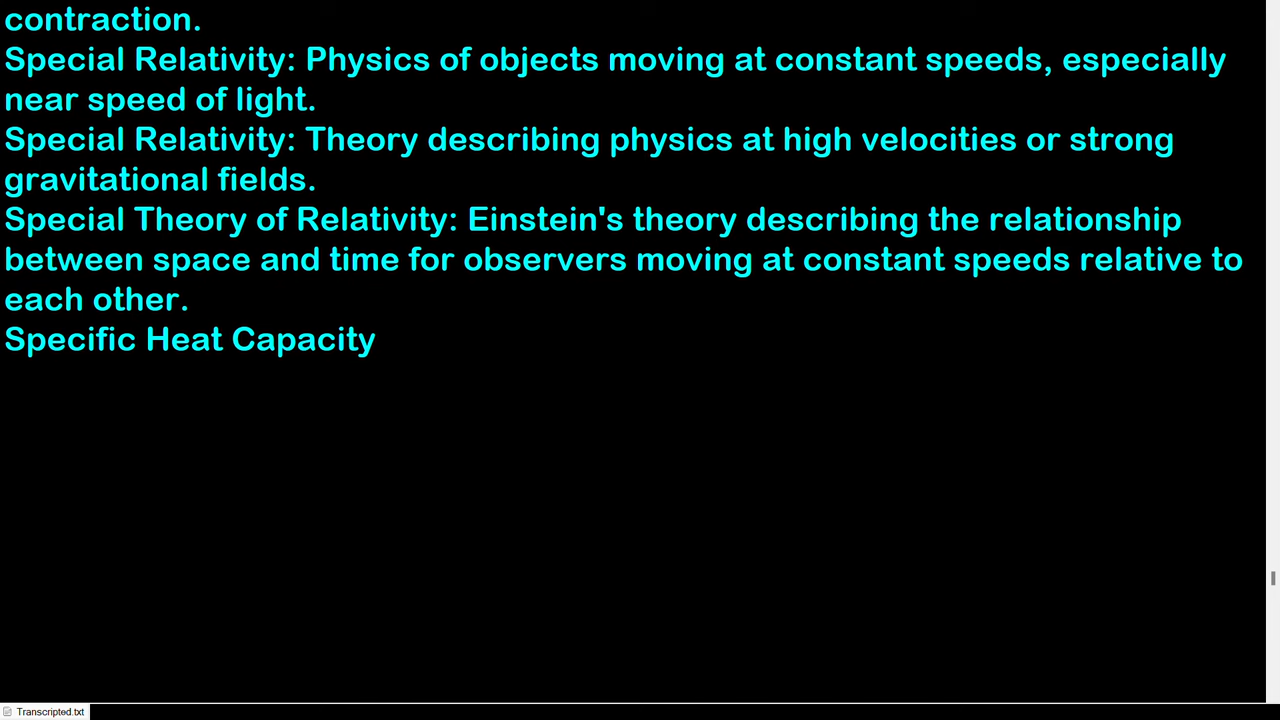 contraction.
Special Relativity: Physics of objects moving at constant speeds, especially
near speed of light.
Special Relativity: Theory describing physics at high velocities or strong
gravitational fields.
Special Theory of Relativity: Einstein's theory describing the relationship
between space and time for observers moving at constant speeds relative to
each other.
Specific Heat Capacity
Transcripted.txt